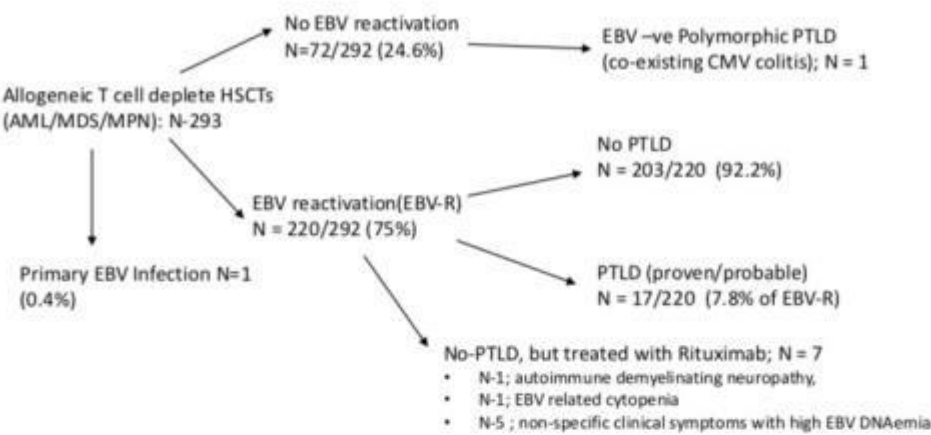 No EBV reactivation
N=72/292 (24.6%)
EBV –ve Polymorphic PTLD
(co-existing CMV colitis); N = 1
Allogeneic T cell deplete HSCTs
(AML/MDS/MPN): N-293
No PTLD
N = 203/220 (92.2%)
EBV reactivation(EBV-R)
N = 220/292 (75%)
Primary EBV Infection N=1
(0.4%)
PTLD (proven/probable)
N = 17/220 (7.8% of EBV-R)
No-PTLD, but treated with Rituximab; N = 7
• N-1; autoimmune demyelinating neuropathy,
• N-1; EBV related cytopenia
• N-5 ; non-specific clinical symptoms with high EBV DNAemia